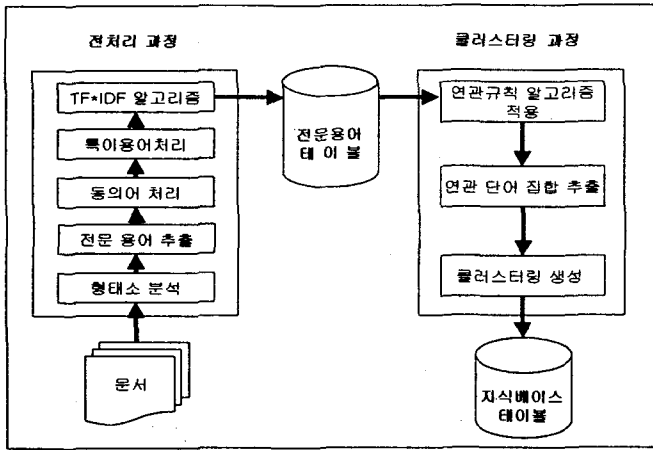 전처리 과정
클러스터링 과정
TF*IDF 알고리즘
특이용어처리
동의어 처리
전문 용어 추출
형태소 분석
문서
전문용어
테이블
연관규칙 알고리즘
적용
연관 단어 집합 추출
클러스터링 생성
지식베이스
테이블